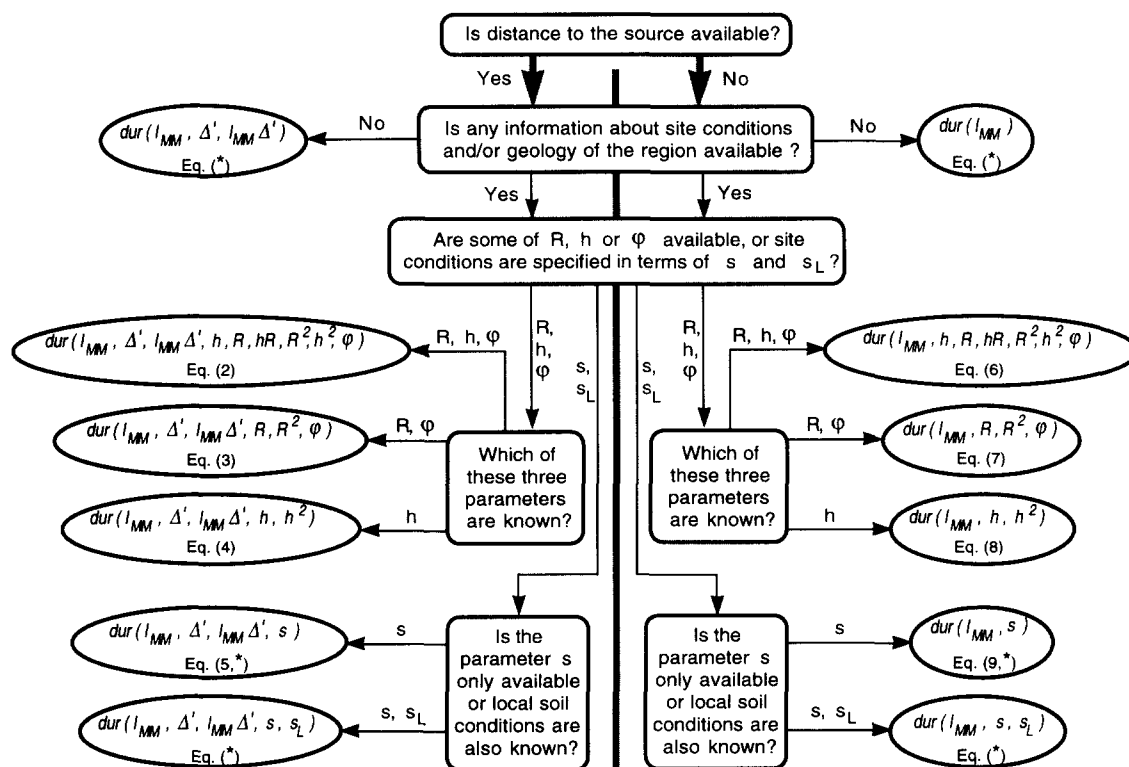 Is distance to the source available?
Yes
No
dur(I_MM, Δ', I_MM Δ')
Eq. (*)
No
Is any information about site conditions
and/or geology of the region available ?
No
dur(I_MM)
Eq. (*)
Yes
Yes
Are some of R, h or φ available, or site
conditions are specified in terms of s and s_L?
dur(I_MM, Δ', I_MM Δ', h, R, hR, R², h², φ)
Eq. (2)
R, h, φ
R,
h,
φ
s,
s_L
s,
s_L
R,
h,
φ
R, h, φ
dur(I_MM, h, R, hR, R², h², φ)
Eq. (6)
dur(I_MM, Δ', I_MM Δ', R, R², φ)
Eq. (3)
R, φ
Which of
these three
parameters
are known?
Which of
these three
parameters
are known?
R, φ
dur(I_MM, R, R², φ)
Eq. (7)
dur(I_MM, Δ', I_MM Δ', h, h²)
Eq. (4)
h
h
dur(I_MM, h, h²)
Eq. (8)
dur(I_MM, Δ', I_MM Δ', s)
Eq. (5,*)
s
Is the
parameter s
only available
or local soil
conditions are
also known?
Is the
parameter s
only available
or local soil
conditions are
also known?
s
dur(I_MM, s)
Eq. (9,*)
dur(I_MM, Δ', I_MM Δ', s, s_L)
Eq. (*)
s, s_L
s, s_L
dur(I_MM, s, s_L)
Eq. (*)